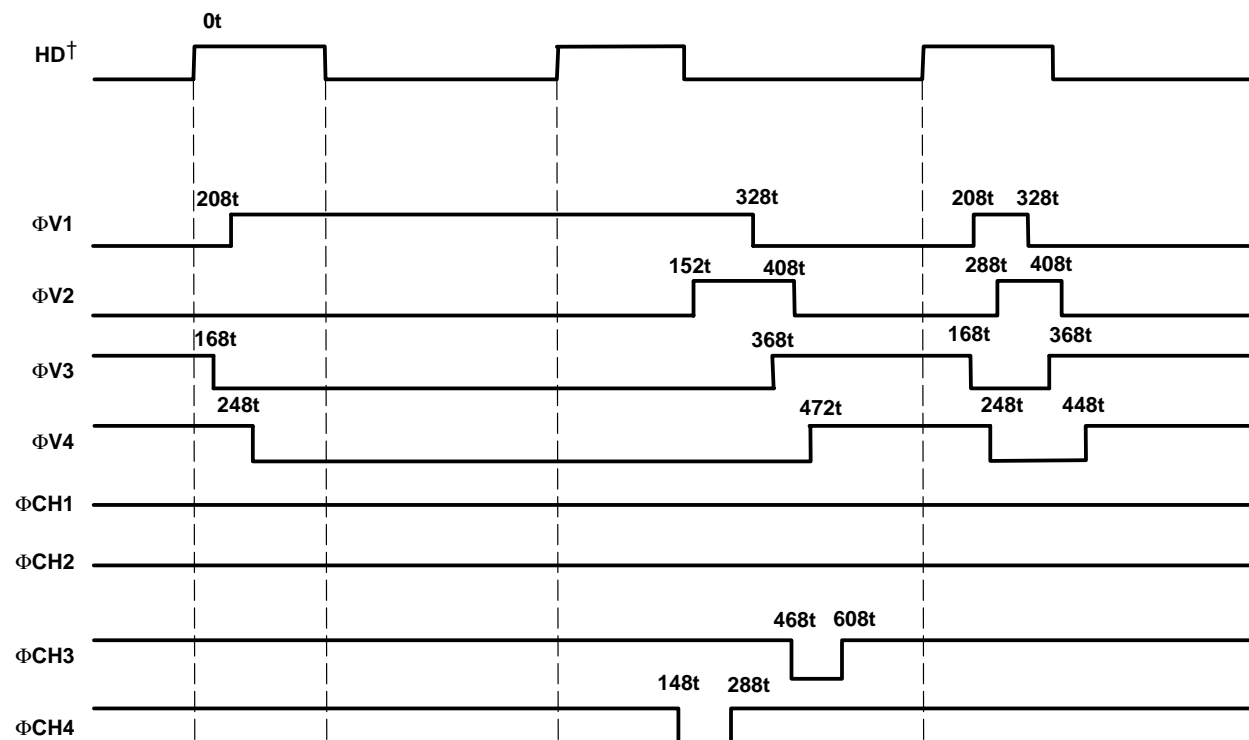 0t
HD†
208t 328t 208t 328t
ΦV1
152t 408t 288t 408t
ΦV2
168t 368t 168t 368t
ΦV3
248t 472t 248t 448t
ΦV4
ΦCH1
ΦCH2
468t 608t
ΦCH3
148t 288t
ΦCH4